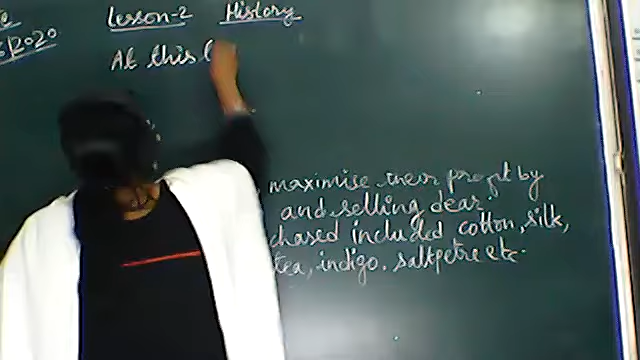 Lesson-2 History
2020
At this
maximise their profit by
and selling dear.
chased included cotton, silk,
tea, indigo. saltpetre etc.